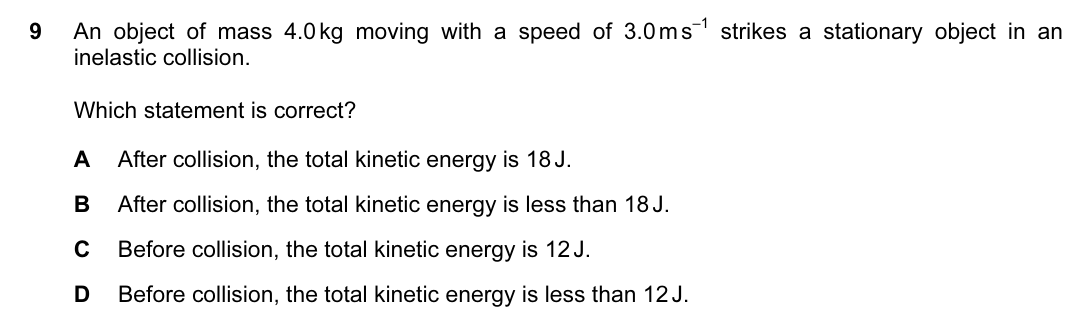 9 An object of mass 4.0 kg moving with a speed of 3.0 m s⁻¹ strikes a stationary object in an
inelastic collision.
Which statement is correct?
A After collision, the total kinetic energy is 18 J.
B After collision, the total kinetic energy is less than 18 J.
C Before collision, the total kinetic energy is 12 J.
D Before collision, the total kinetic energy is less than 12 J.